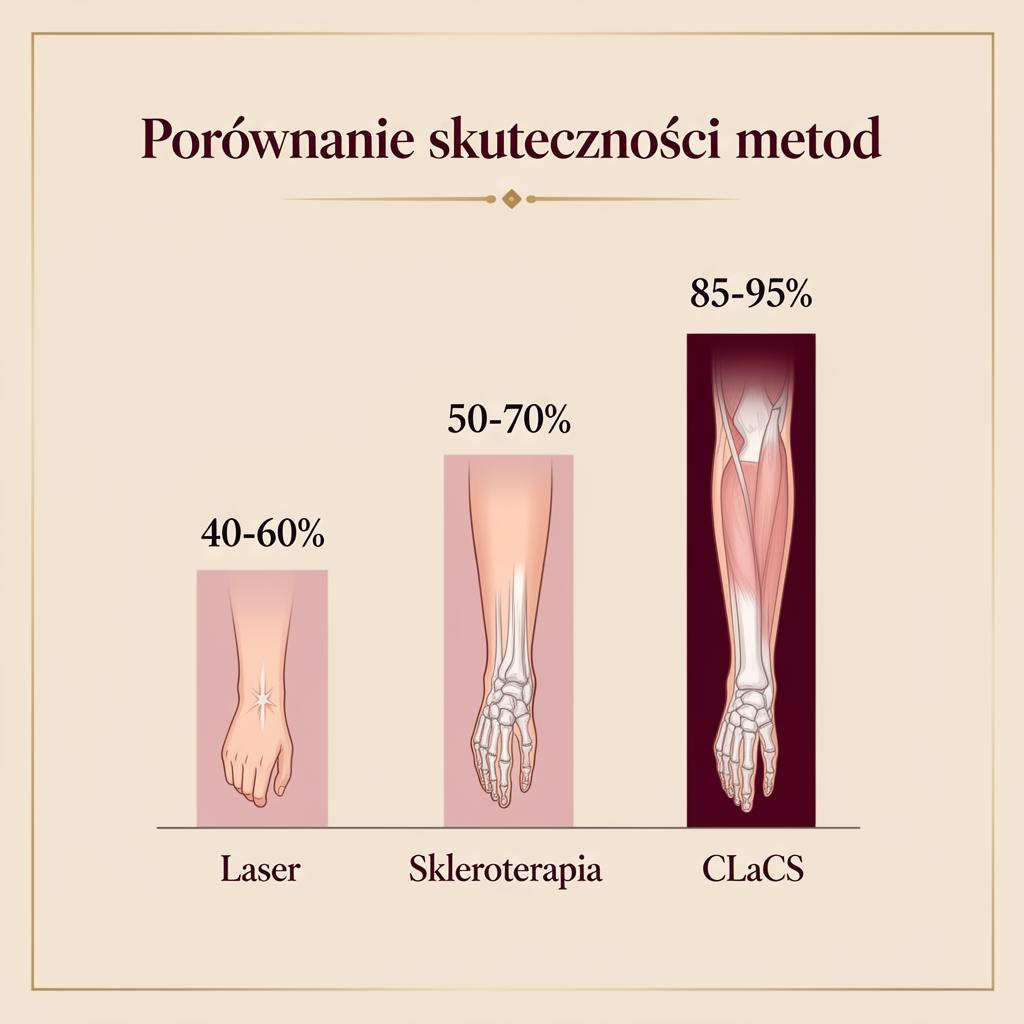 Porównanie skuteczności metod
85-95%
50-70%
40-60%
Laser
Skleroterapia
CLaCS